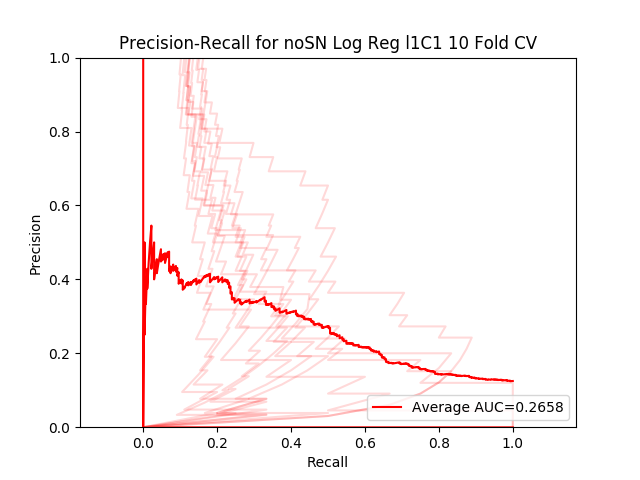 Precision-Recall for noSN Log Reg l1C1 10 Fold CV
1.0
0.8
0.6
0.4
0.2
0.0
Precision
0.0 0.2 0.4 0.6 0.8 1.0
Recall
Average AUC=0.2658